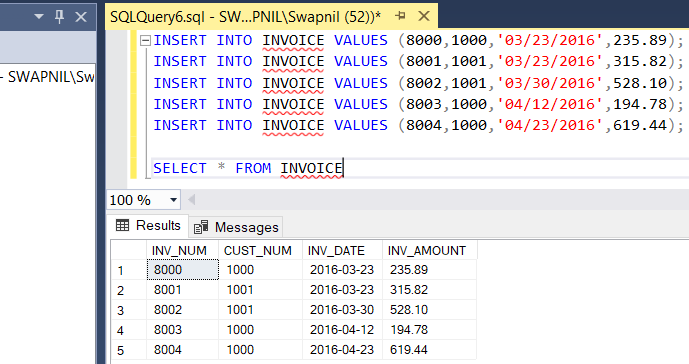 SQLQuery6.sql - SW...PNIL\Swapnil (52))*
- SWAPNIL\Sw
INSERT INTO INVOICE VALUES (8000,1000,'03/23/2016',235.89);
INSERT INTO INVOICE VALUES (8001,1001,'03/23/2016',315.82);
INSERT INTO INVOICE VALUES (8002,1001,'03/30/2016',528.10);
INSERT INTO INVOICE VALUES (8003,1000,'04/12/2016',194.78);
INSERT INTO INVOICE VALUES (8004,1000,'04/23/2016',619.44);
SELECT * FROM INVOICE
100 %
Results Messages
INV_NUM CUST_NUM INV_DATE INV_AMOUNT
1 8000 1000 2016-03-23 235.89
2 8001 1001 2016-03-23 315.82
3 8002 1001 2016-03-30 528.10
4 8003 1000 2016-04-12 194.78
5 8004 1000 2016-04-23 619.44